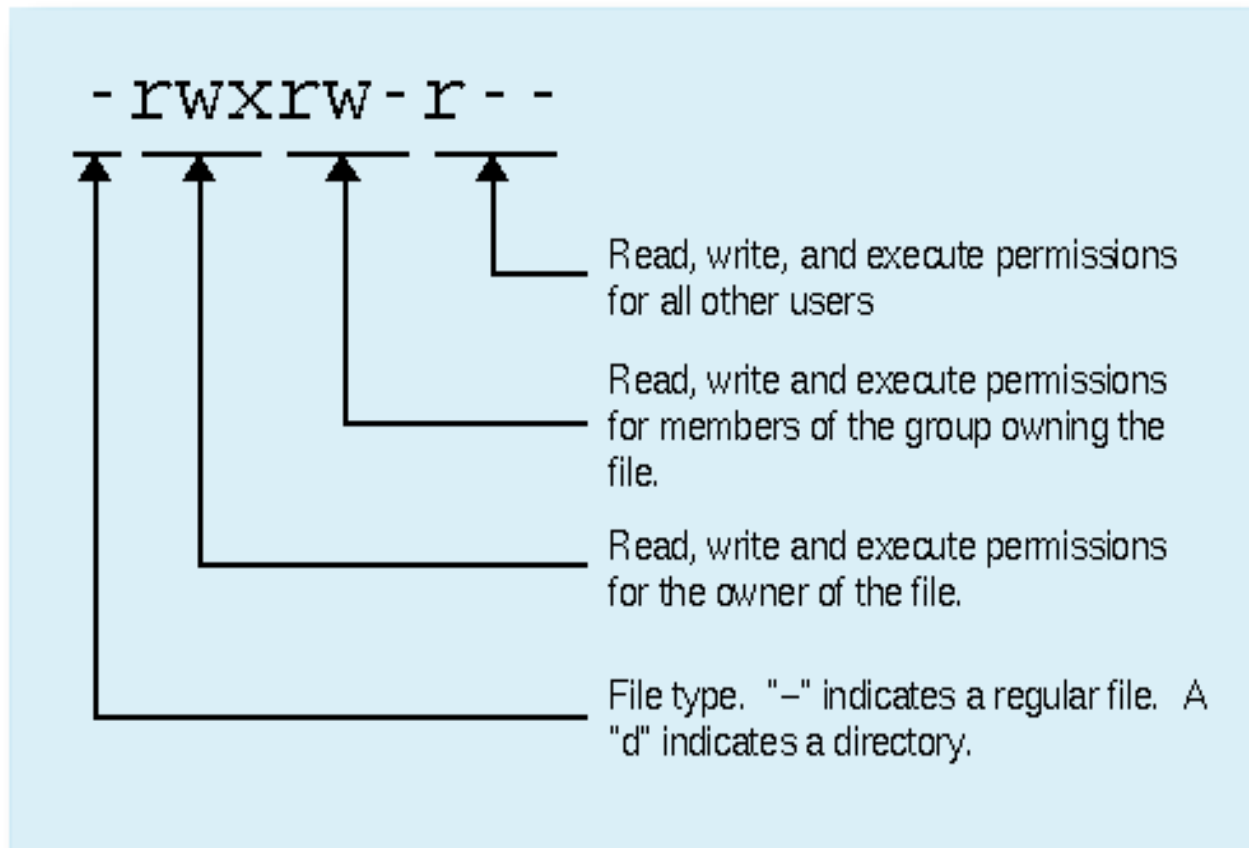 -rwxrw-r--
Read, write, and execute permissions
for all other users
Read, write and execute permissions
for members of the group owning the
file.
Read, write and execute permissions
for the owner of the file.
File type. "–" indicates a regular file. A
"d" indicates a directory.